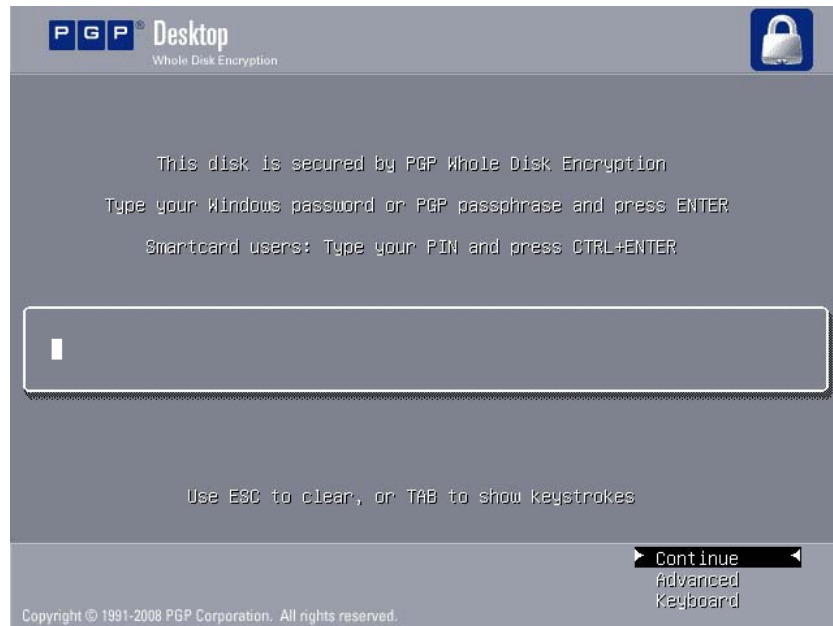 PGP® Desktop
Whole Disk Encryption
This disk is secured by PGP Whole Disk Encryption
Type your Windows password or PGP passphrase and press ENTER
Smartcard users: Type your PIN and press CTRL+ENTER
Use ESC to clear, or TAB to show keystrokes
Continue
Advanced
Keyboard
Copyright © 1991-2008 PGP Corporation. All rights reserved.